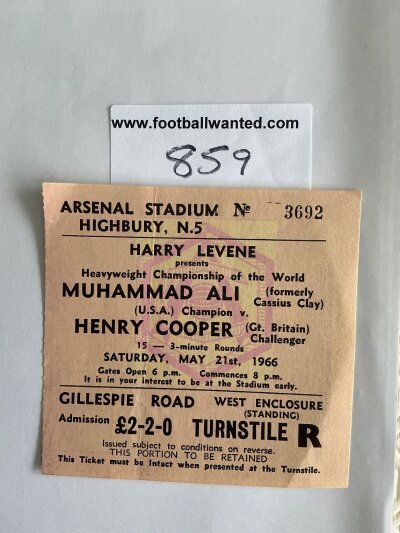 www.footballwanted.com
859
ARSENAL STADIUM № 3692
HIGHBURY, N.5
HARRY LEVENE
presents
Heavyweight Championship of the World
MUHAMMAD ALI (formerly Cassius Clay)
(U.S.A.) Champion v.
HENRY COOPER (Gt. Britain) Challenger
15 — 3-minute Rounds
SATURDAY, MAY 21st, 1966
Gates Open 6 p.m. Commences 8 p.m.
It is in your interest to be at the Stadium early.
GILLESPIE ROAD WEST ENCLOSURE
(STANDING)
Admission £2-2-0 TURNSTILE R
Issued subject to conditions on reverse.
THIS PORTION TO BE RETAINED
This Ticket must be Intact when presented at the Turnstile.